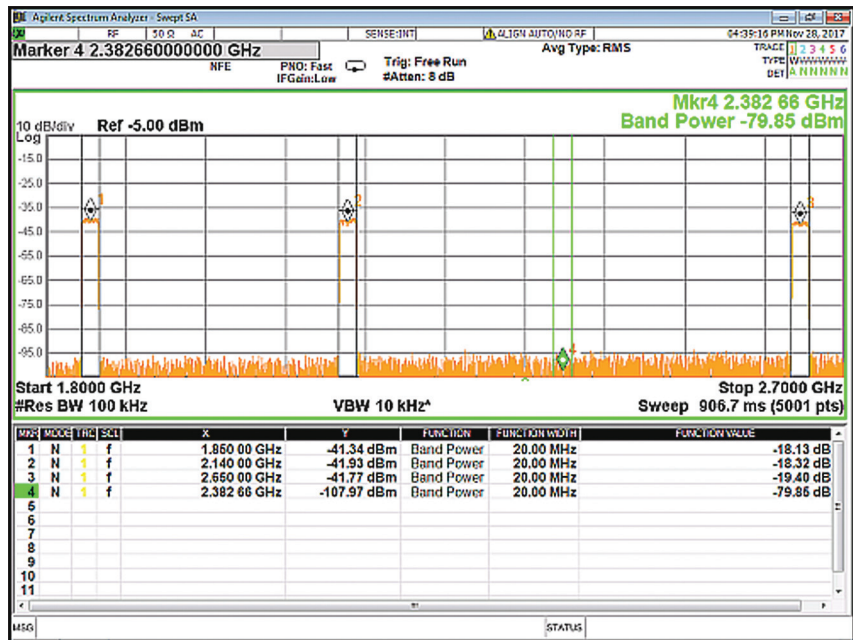 Agilent Spectrum Analyzer - Swept SA
RF 50 Ω AC SENSE:INT ALIGN AUTO/NO RF 04:39:16 PM Nov 28, 2017
Marker 4 2.382660000000 GHz Avg Type: RMS TRACE 1 2 3 4 5 6
NFE PNO: Fast Trig: Free Run TYPE WWWWWW
IFGain:Low #Atten: 8 dB DET A N N N N N
Mkr4 2.382 66 GHz
10 dB/div Ref -5.00 dBm Band Power -79.85 dBm
Log
-15.0
-25.0
-35.0 1 2 3
-45.0
-55.0
-65.0
-75.0
-85.0
-95.0 4
Start 1.8000 GHz Stop 2.7000 GHz
#Res BW 100 kHz VBW 10 kHz* Sweep 906.7 ms (5001 pts)
MKR MODE TRC SCL X Y FUNCTION FUNCTION WIDTH FUNCTION VALUE
1 N 1 f 1.850 00 GHz -41.34 dBm Band Power 20.00 MHz -18.13 dB
2 N 1 f 2.140 00 GHz -41.93 dBm Band Power 20.00 MHz -18.32 dB
3 N 1 f 2.650 00 GHz -41.77 dBm Band Power 20.00 MHz -19.40 dB
4 N 1 f 2.382 66 GHz -107.97 dBm Band Power 20.00 MHz -79.85 dB
5
6
7
8
9
10
11
MSG STATUS